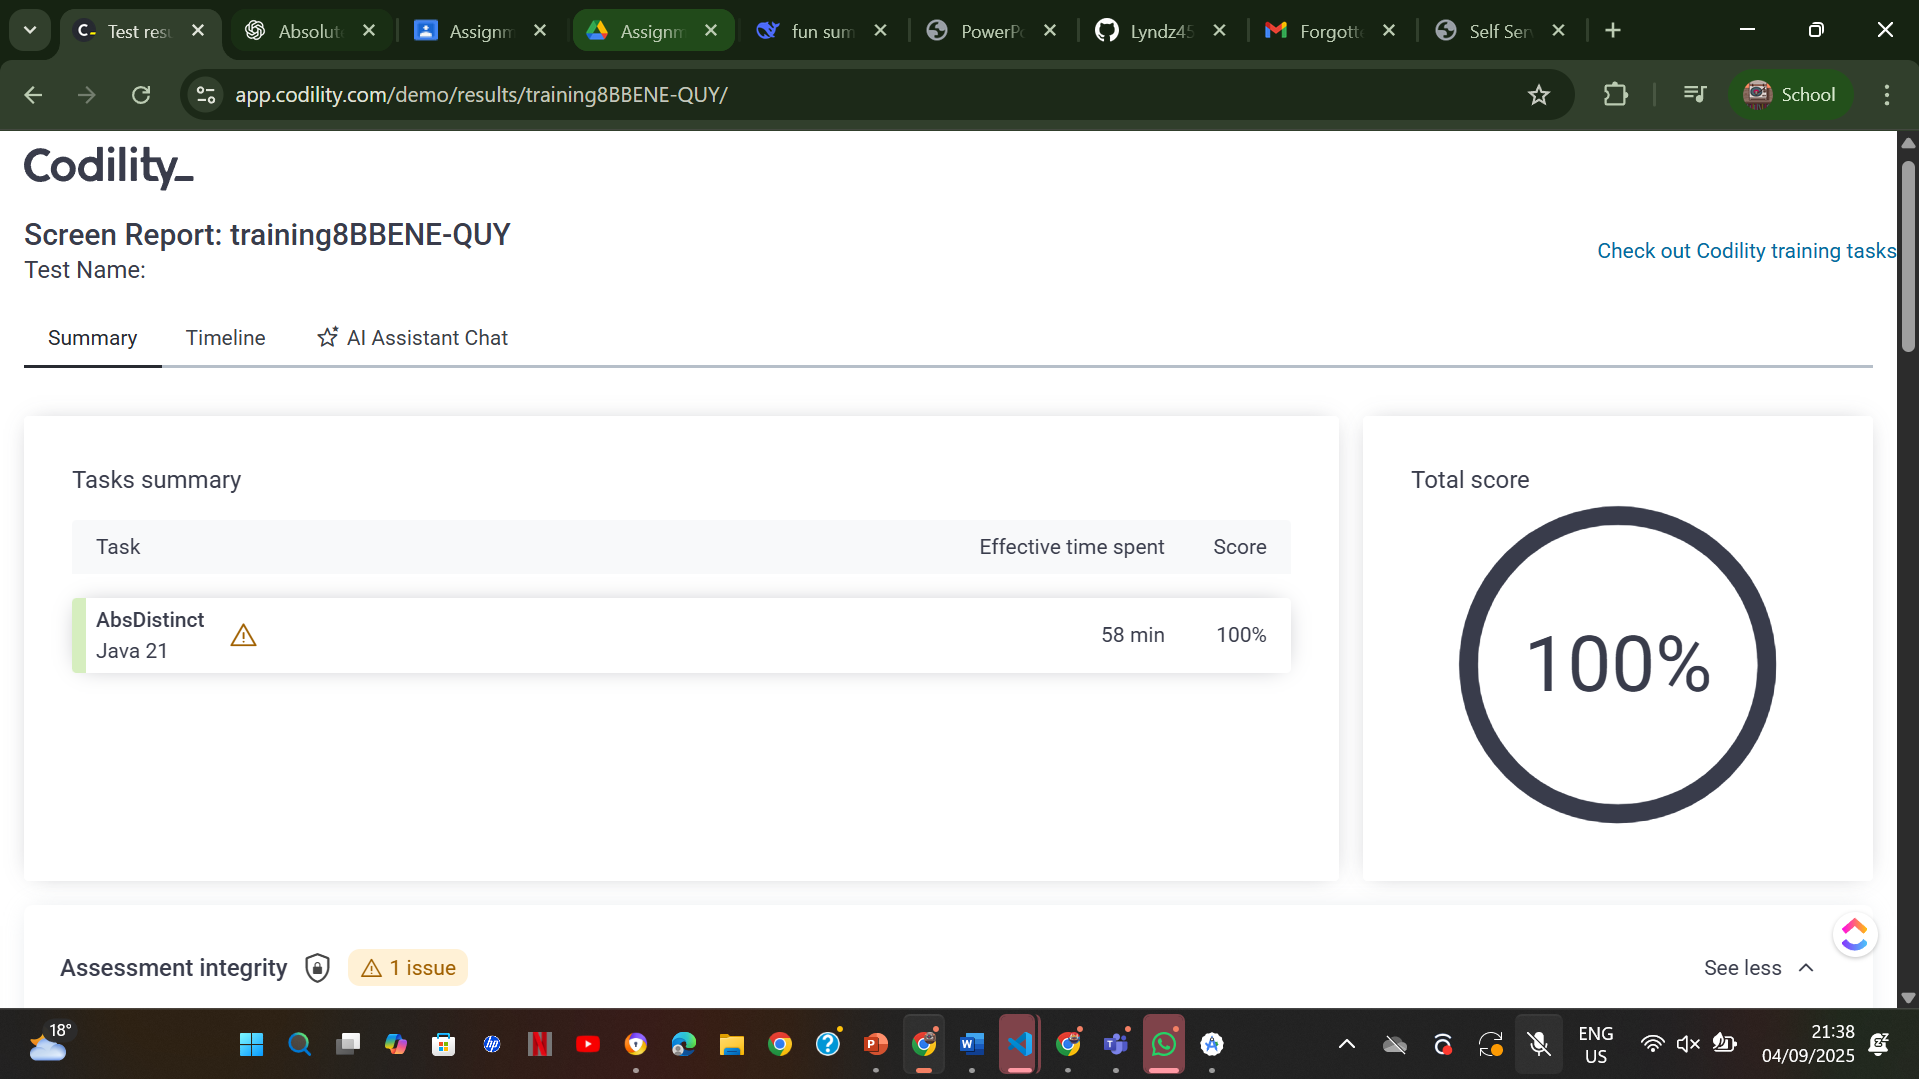 Test resu
Absolut
Assignm
Assignm
fun sum
PowerPo
Lyndz45
Forgotte
Self Serv
app.codility.com/demo/results/training8BBENE-QUY/
School
Codility_
Screen Report: training8BBENE-QUY
Test Name:
Check out Codility training tasks
Summary
Timeline
AI Assistant Chat
Tasks summary
Task
Effective time spent
Score
AbsDistinct
Java 21
58 min
100%
Total score
100%
Assessment integrity
1 issue
See less
18°
ENG
US
21:38
04/09/2025